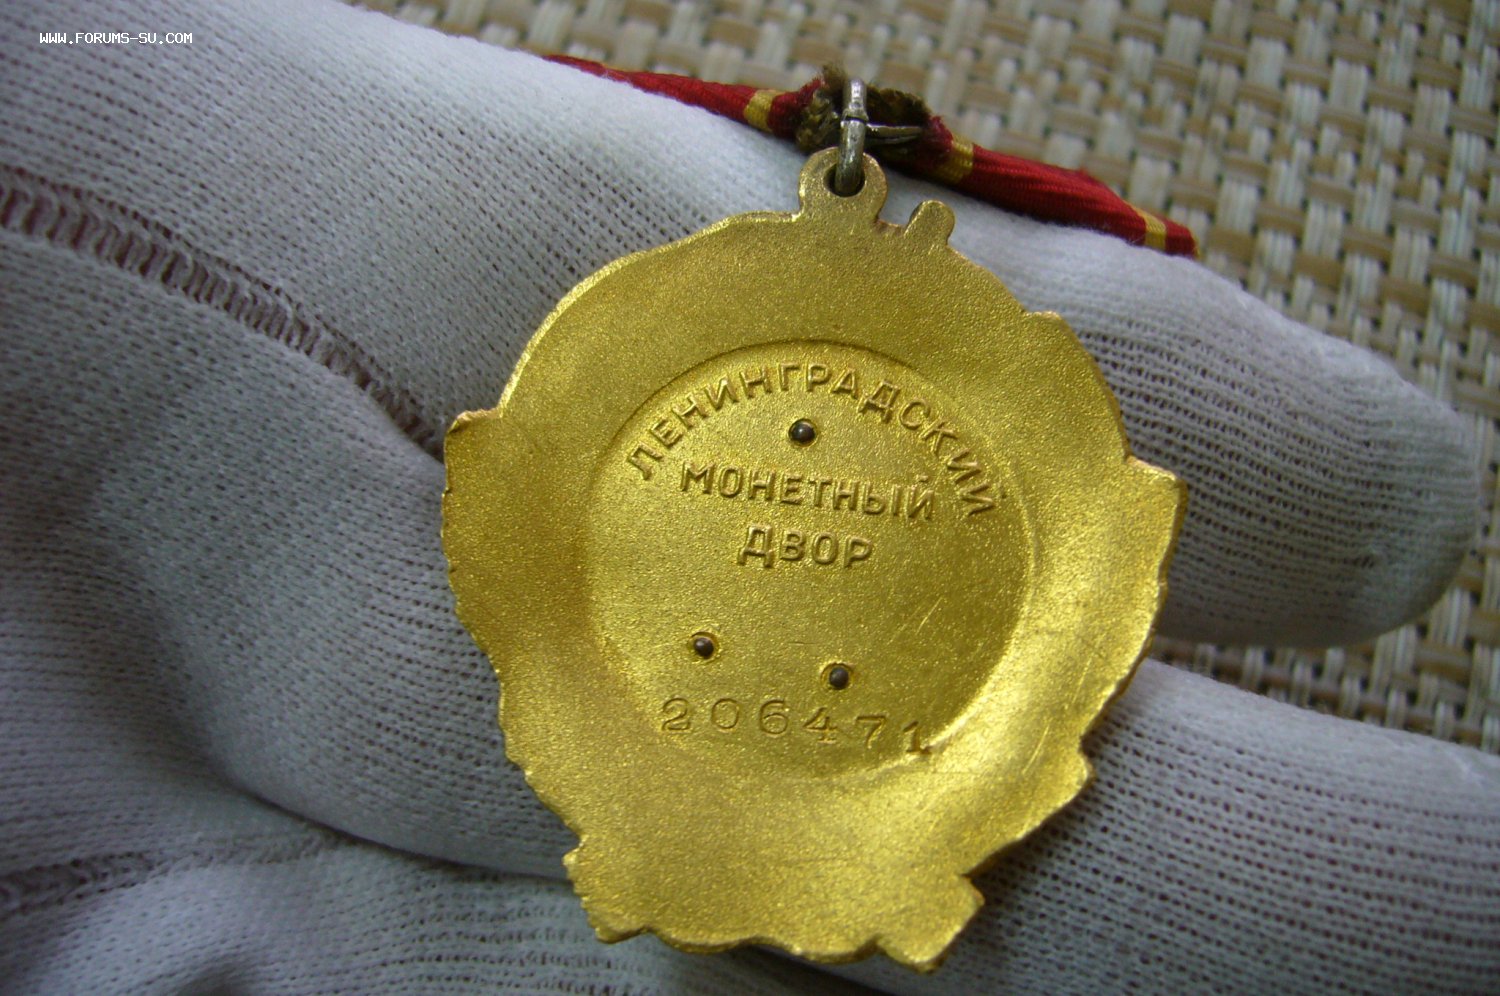 WWW.FORUMS-SU.COM
ЛЕНИНГРАДСКИЙ
МОНЕТНЫЙ
ДВОР
206471